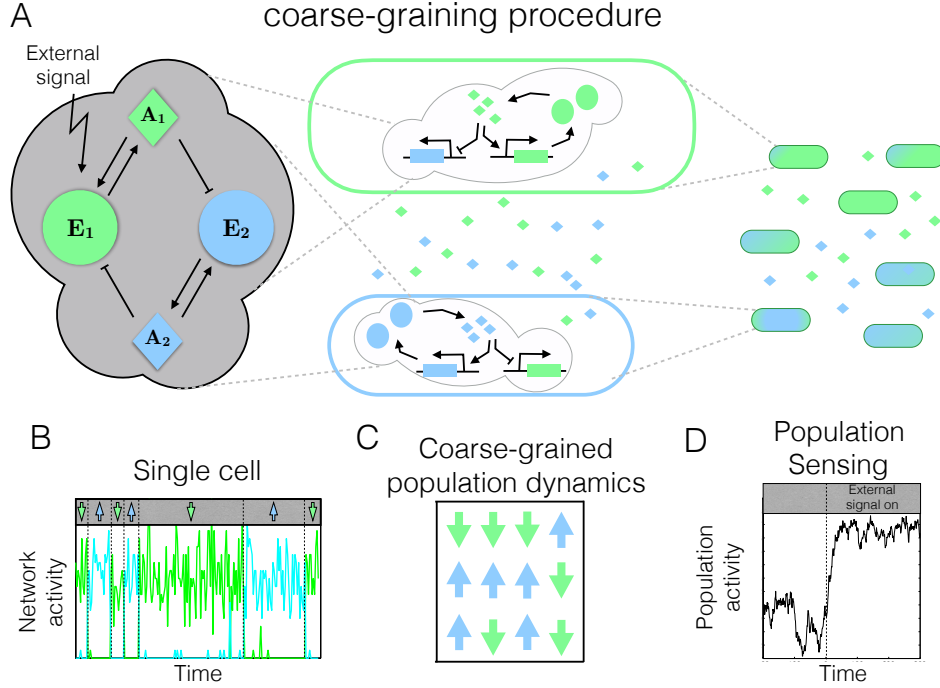 A
coarse-graining procedure
External
signal
A1
E1
E2
A2
B
Single cell
Network
activity
Time
C
Coarse-grained
population dynamics
D
Population
Sensing
External
signal on
Population
activity
Time